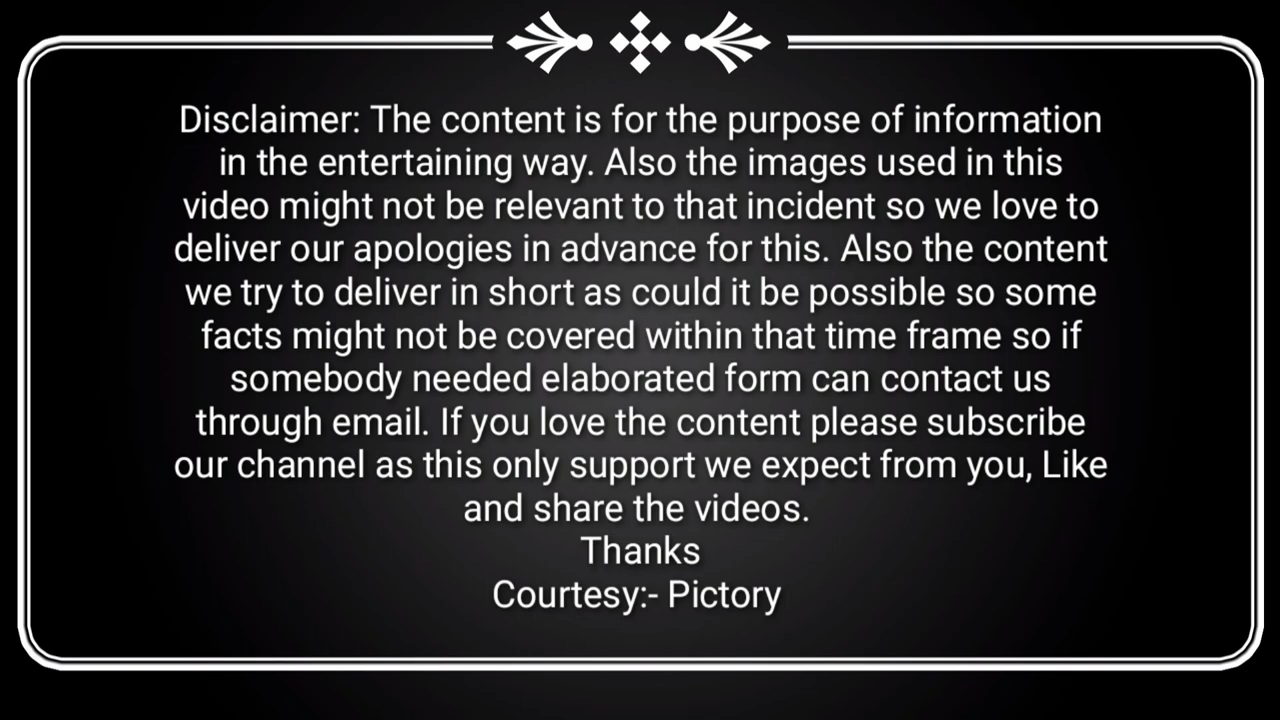 Disclaimer: The content is for the purpose of information
in the entertaining way. Also the images used in this
video might not be relevant to that incident so we love to
deliver our apologies in advance for this. Also the content
we try to deliver in short as could it be possible so some
facts might not be covered within that time frame so if
somebody needed elaborated form can contact us
through email. If you love the content please subscribe
our channel as this only support we expect from you, Like
and share the videos.
Thanks
Courtesy:- Pictory